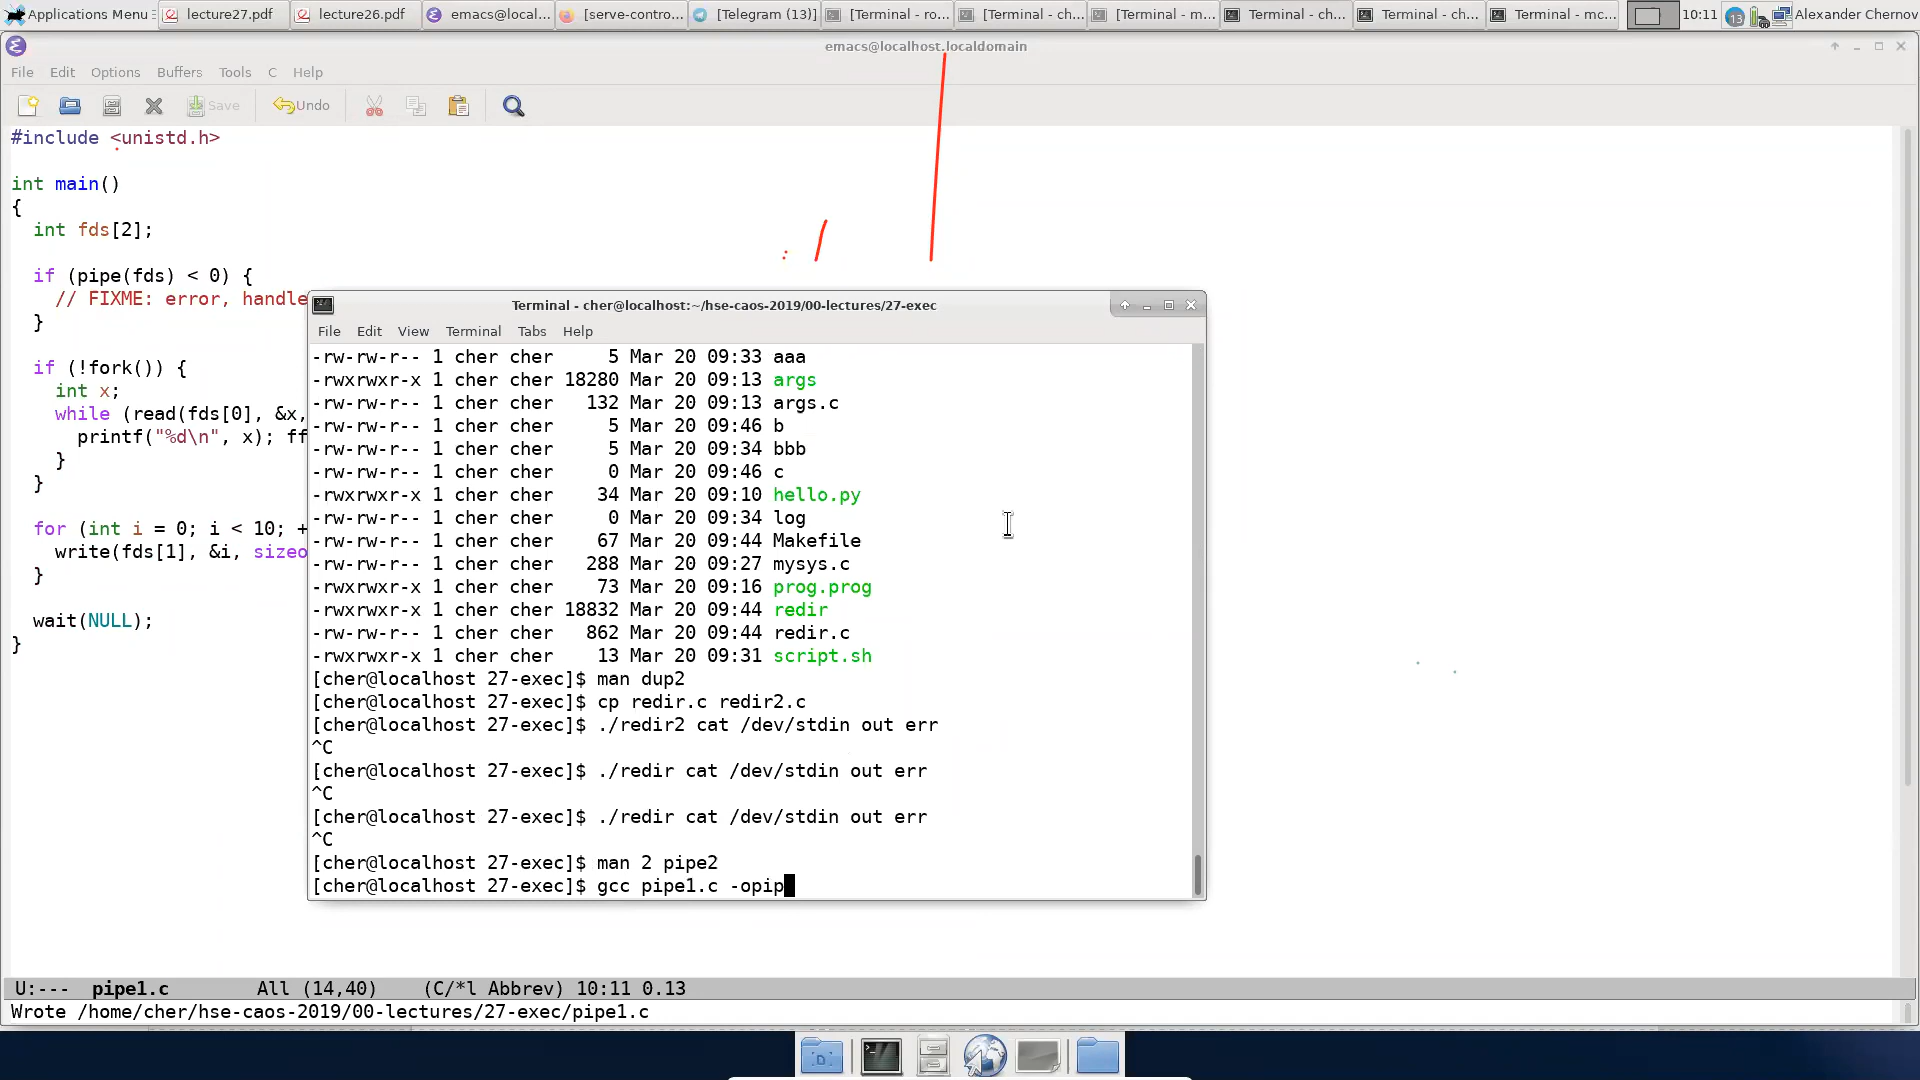 Applications Menu
lecture27.pdf
lecture26.pdf
emacs@local...
[serve-contro...
[Telegram (13)]
[Terminal - ro...
[Terminal - ch...
[Terminal - m...
Terminal - ch...
Terminal - ch...
Terminal - mc...
10:11
13
Alexander Chernov
emacs@localhost.localdomain
File Edit Options Buffers Tools C Help
Save
Undo
#include <unistd.h>
int main()
{
int fds[2];
if (pipe(fds) < 0) {
// FIXME: error, handle
}
if (!fork()) {
int x;
while (read(fds[0], &x,
printf("%d\n", x); ff
}
}
for (int i = 0; i < 10; +
write(fds[1], &i, sizeo
}
wait(NULL);
}
Terminal - cher@localhost:~/hse-caos-2019/00-lectures/27-exec
File Edit View Terminal Tabs Help
-rw-rw-r-- 1 cher cher 5 Mar 20 09:33 aaa
-rwxrwxr-x 1 cher cher 18280 Mar 20 09:13 args
-rw-rw-r-- 1 cher cher 132 Mar 20 09:13 args.c
-rw-rw-r-- 1 cher cher 5 Mar 20 09:46 b
-rw-rw-r-- 1 cher cher 5 Mar 20 09:34 bbb
-rw-rw-r-- 1 cher cher 0 Mar 20 09:46 c
-rwxrwxr-x 1 cher cher 34 Mar 20 09:10 hello.py
-rw-rw-r-- 1 cher cher 0 Mar 20 09:34 log
-rw-rw-r-- 1 cher cher 67 Mar 20 09:44 Makefile
-rw-rw-r-- 1 cher cher 288 Mar 20 09:27 mysys.c
-rwxrwxr-x 1 cher cher 73 Mar 20 09:16 prog.prog
-rwxrwxr-x 1 cher cher 18832 Mar 20 09:44 redir
-rw-rw-r-- 1 cher cher 862 Mar 20 09:44 redir.c
-rwxrwxr-x 1 cher cher 13 Mar 20 09:31 script.sh
[cher@localhost 27-exec]$ man dup2
[cher@localhost 27-exec]$ cp redir.c redir2.c
[cher@localhost 27-exec]$ ./redir2 cat /dev/stdin out err
^C
[cher@localhost 27-exec]$ ./redir cat /dev/stdin out err
^C
[cher@localhost 27-exec]$ ./redir cat /dev/stdin out err
^C
[cher@localhost 27-exec]$ man 2 pipe2
[cher@localhost 27-exec]$ gcc pipe1.c -opip
U:--- pipe1.c All (14,40) (C/*l Abbrev) 10:11 0.13
Wrote /home/cher/hse-caos-2019/00-lectures/27-exec/pipe1.c